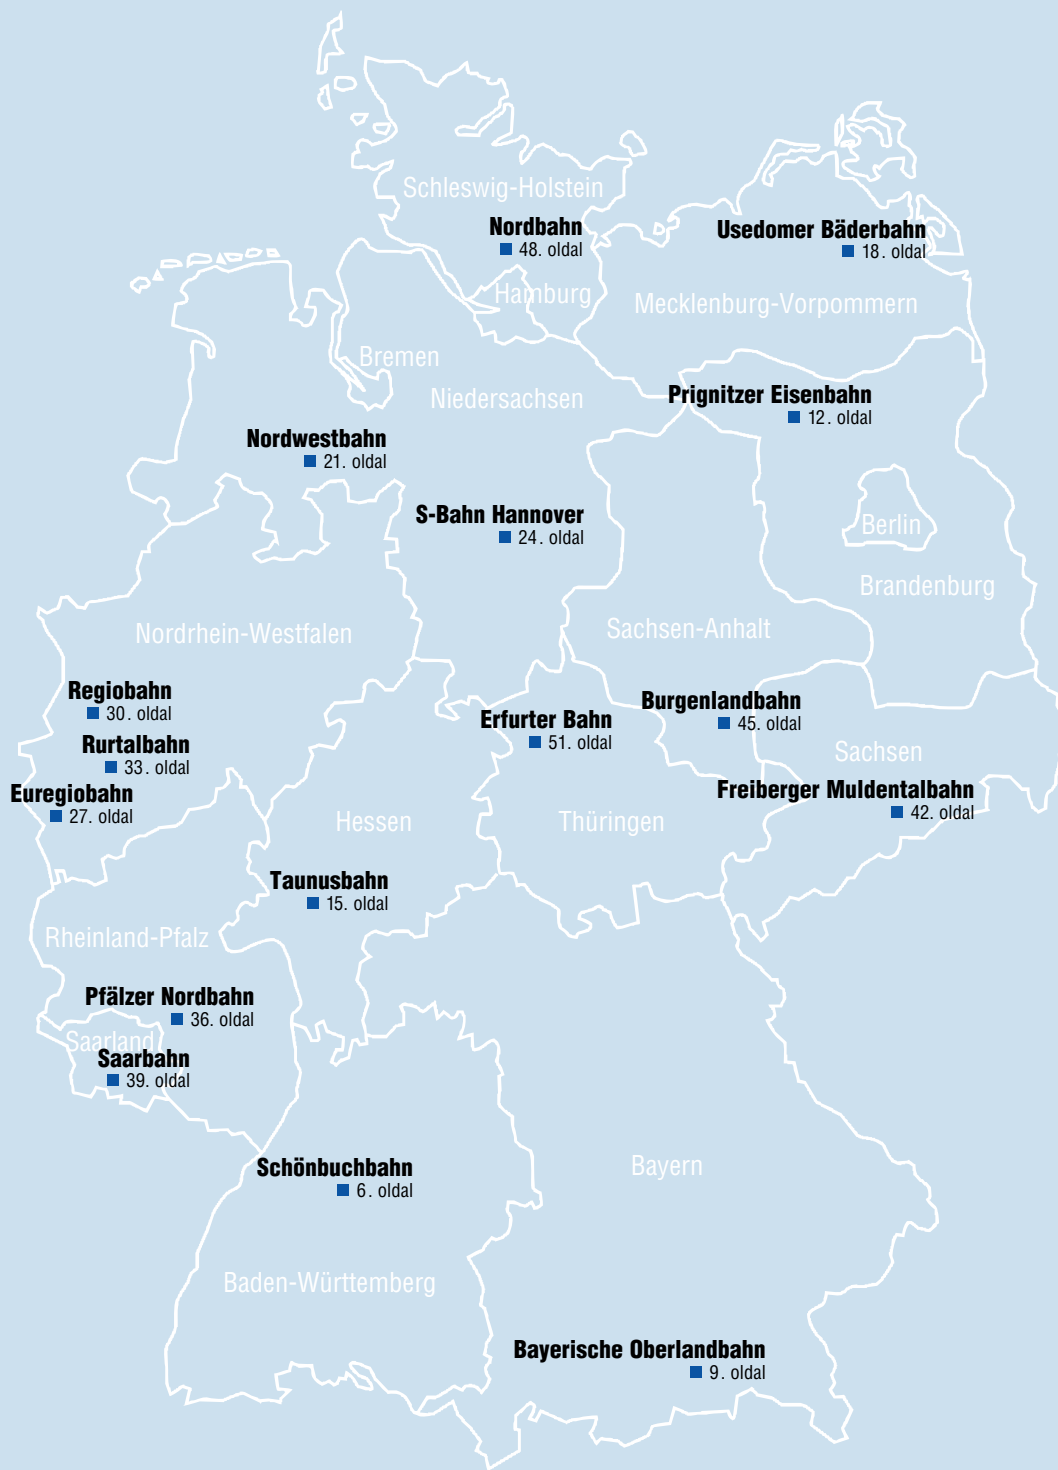 Schleswig-Holstein
Nordbahn
48. oldal
Usedomer Bäderbahn
18. oldal
Hamburg
Mecklenburg-Vorpommern
Bremen
Niedersachsen
Prignitzer Eisenbahn
12. oldal
Nordwestbahn
21. oldal
S-Bahn Hannover
24. oldal
Berlin
Brandenburg
Nordrhein-Westfalen
Sachsen-Anhalt
Regiobahn
30. oldal
Burgenlandbahn
45. oldal
Erfurter Bahn
51. oldal
Rurtalbahn
33. oldal
Sachsen
Euregiobahn
27. oldal
Freiberger Muldentalbahn
42. oldal
Hessen
Thüringen
Taunusbahn
15. oldal
Rheinland-Pfalz
Pfälzer Nordbahn
36. oldal
Saarland
Saarbahn
39. oldal
Schönbuchbahn
6. oldal
Bayern
Baden-Württemberg
Bayerische Oberlandbahn
9. oldal